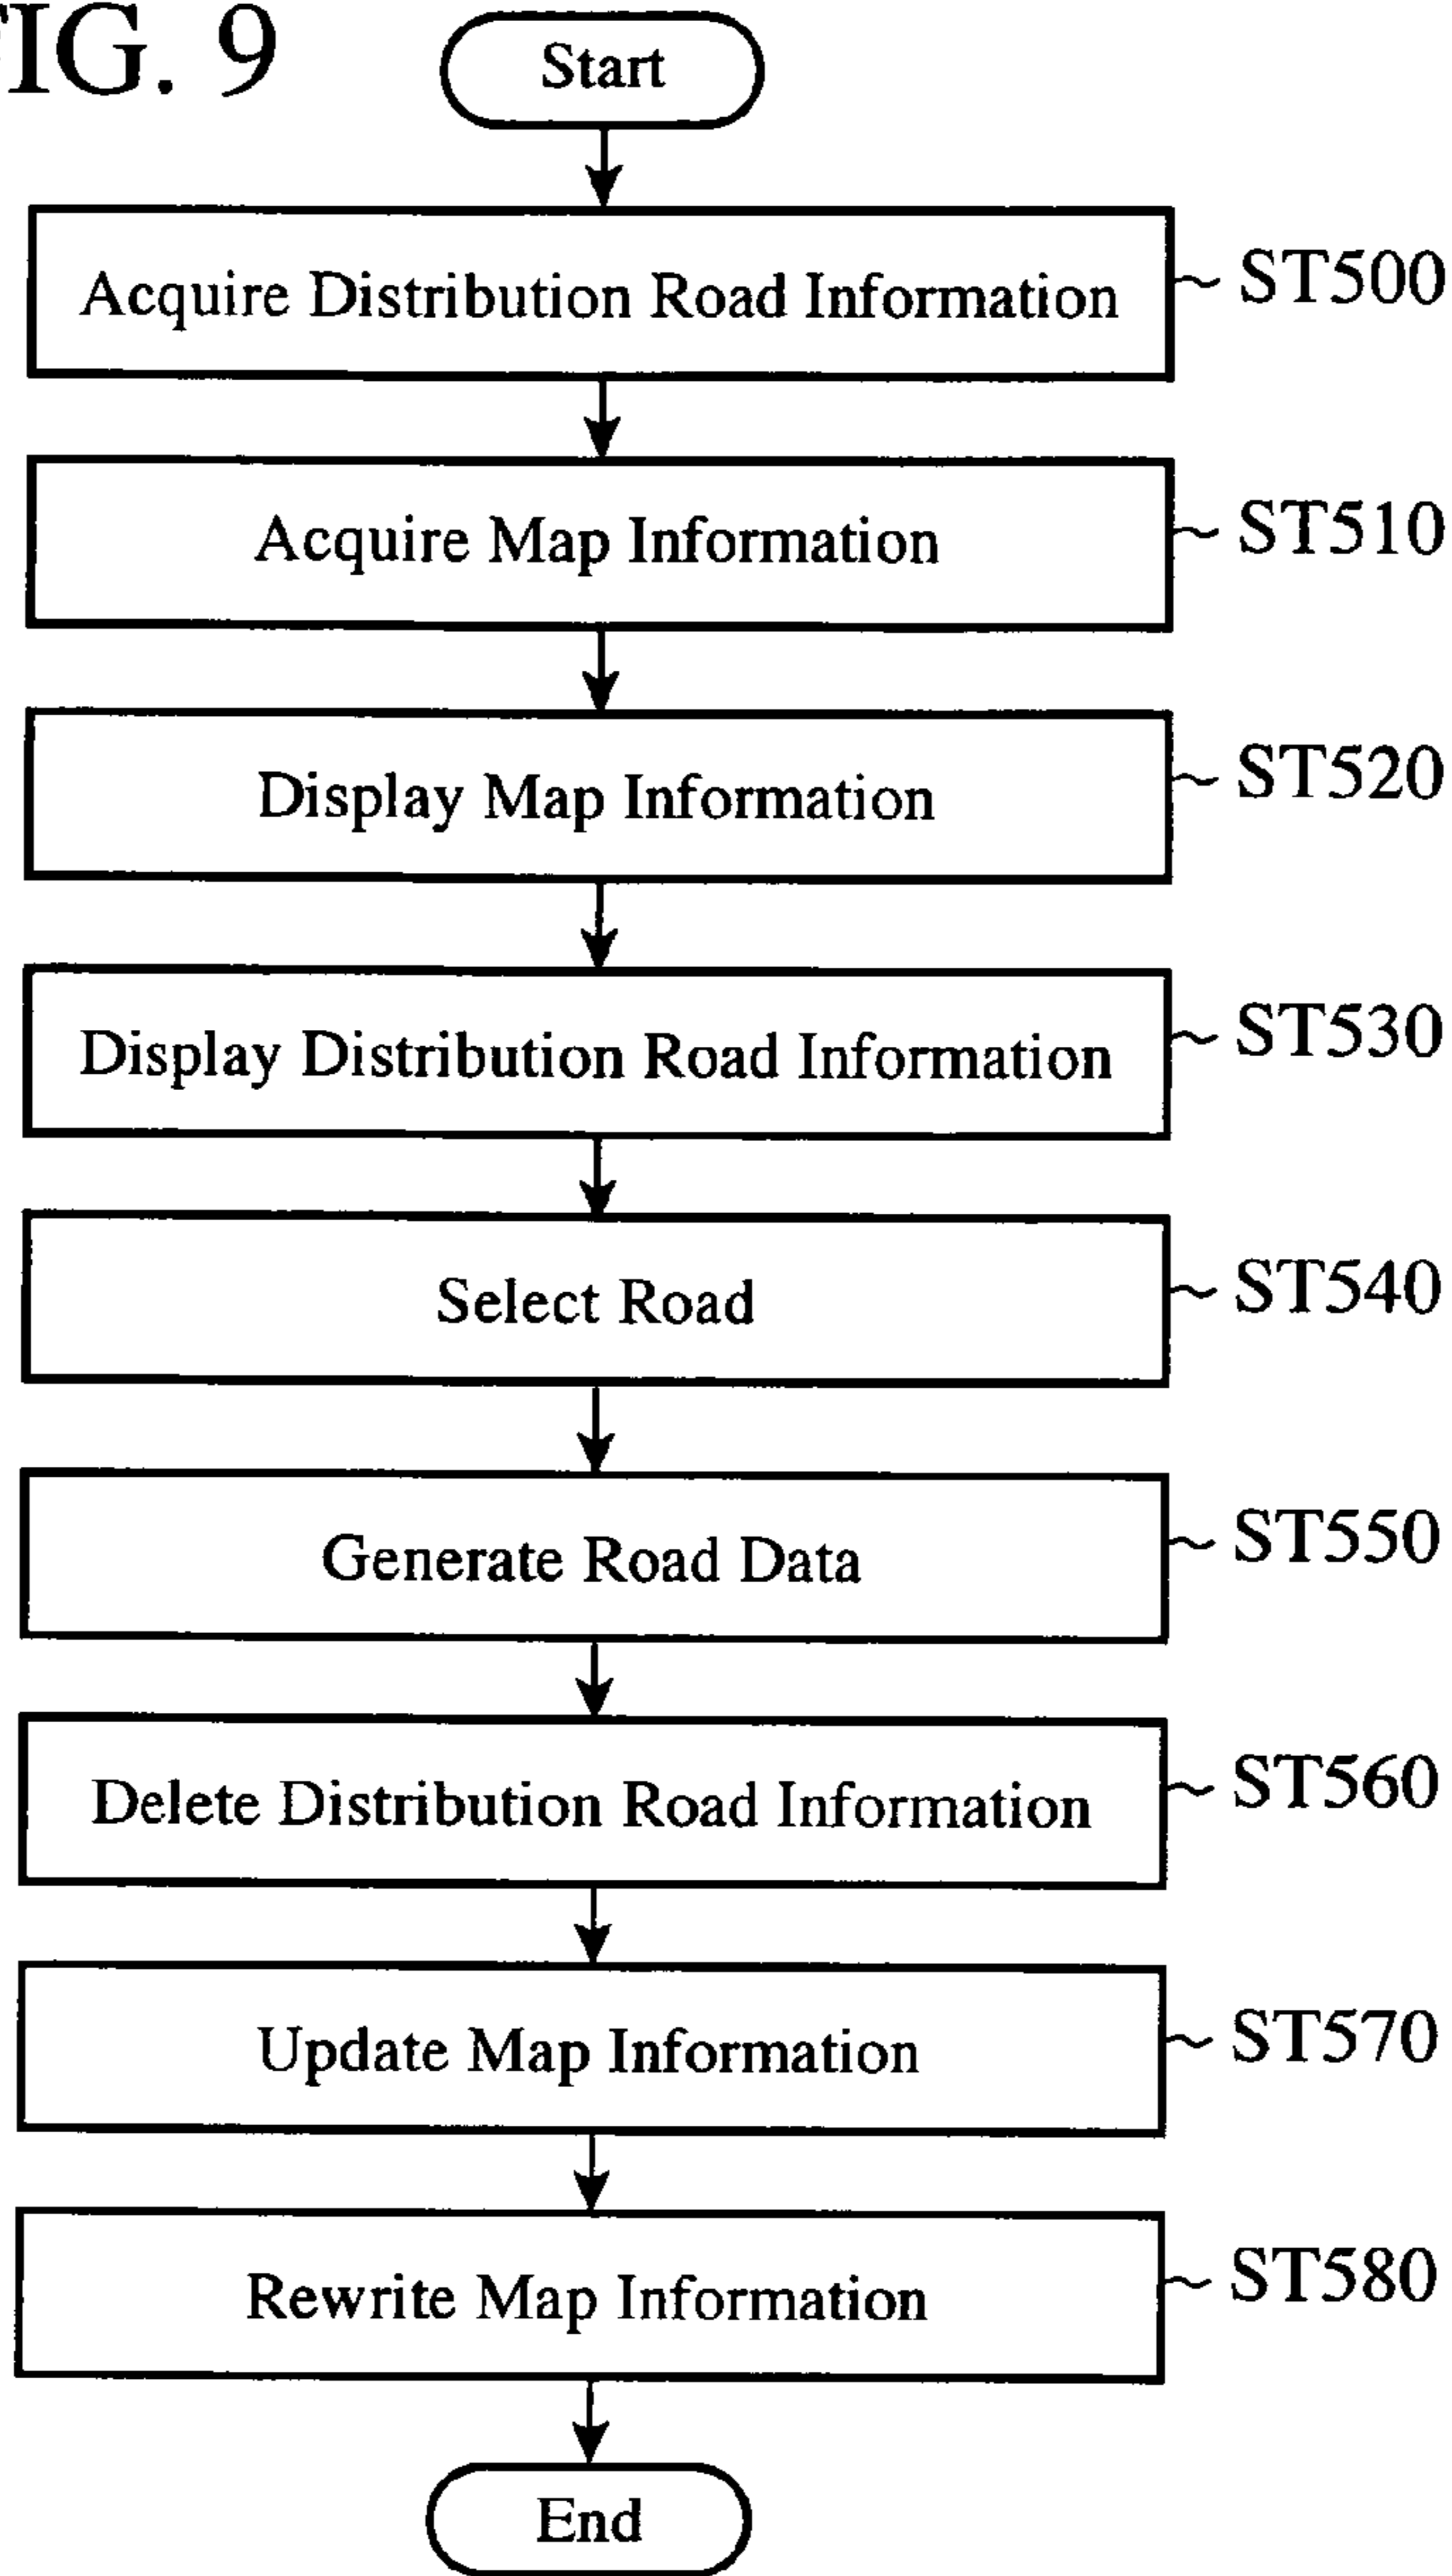 FIG. 9
Start
Acquire Distribution Road Information
ST500
Acquire Map Information
ST510
Display Map Information
ST520
Display Distribution Road Information
ST530
Select Road
ST540
Generate Road Data
ST550
Delete Distribution Road Information
ST560
Update Map Information
ST570
Rewrite Map Information
ST580
End